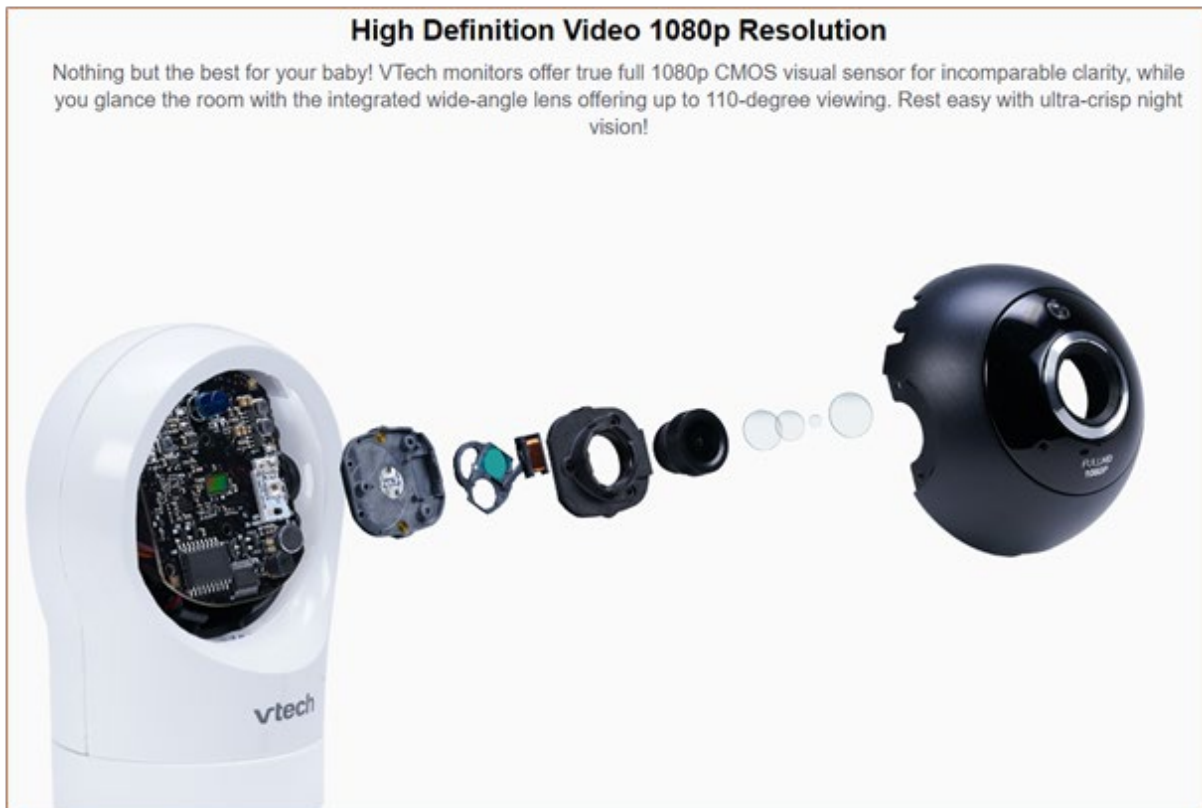 High Definition Video 1080p Resolution
Nothing but the best for your baby! VTech monitors offer true full 1080p CMOS visual sensor for incomparable clarity, while
you glance the room with the integrated wide-angle lens offering up to 110-degree viewing. Rest easy with ultra-crisp night
vision!
FULL HD
1080P
vtech